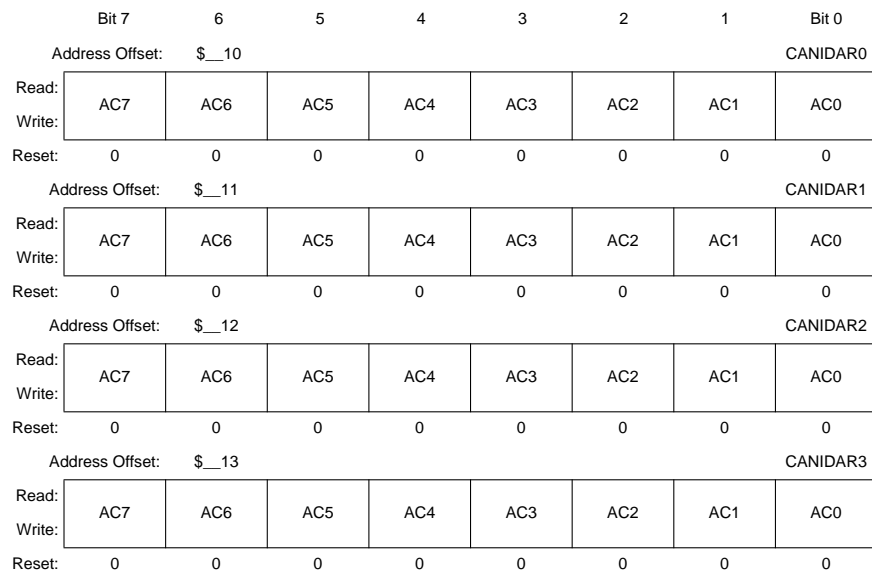 Bit 7 6 5 4 3 2 1 Bit 0
Address Offset: $__10 CANIDAR0
Read:
AC7 AC6 AC5 AC4 AC3 AC2 AC1 AC0
Write:
Reset: 0 0 0 0 0 0 0 0
Address Offset: $__11 CANIDAR1
Read:
AC7 AC6 AC5 AC4 AC3 AC2 AC1 AC0
Write:
Reset: 0 0 0 0 0 0 0 0
Address Offset: $__12 CANIDAR2
Read:
AC7 AC6 AC5 AC4 AC3 AC2 AC1 AC0
Write:
Reset: 0 0 0 0 0 0 0 0
Address Offset: $__13 CANIDAR3
Read:
AC7 AC6 AC5 AC4 AC3 AC2 AC1 AC0
Write:
Reset: 0 0 0 0 0 0 0 0